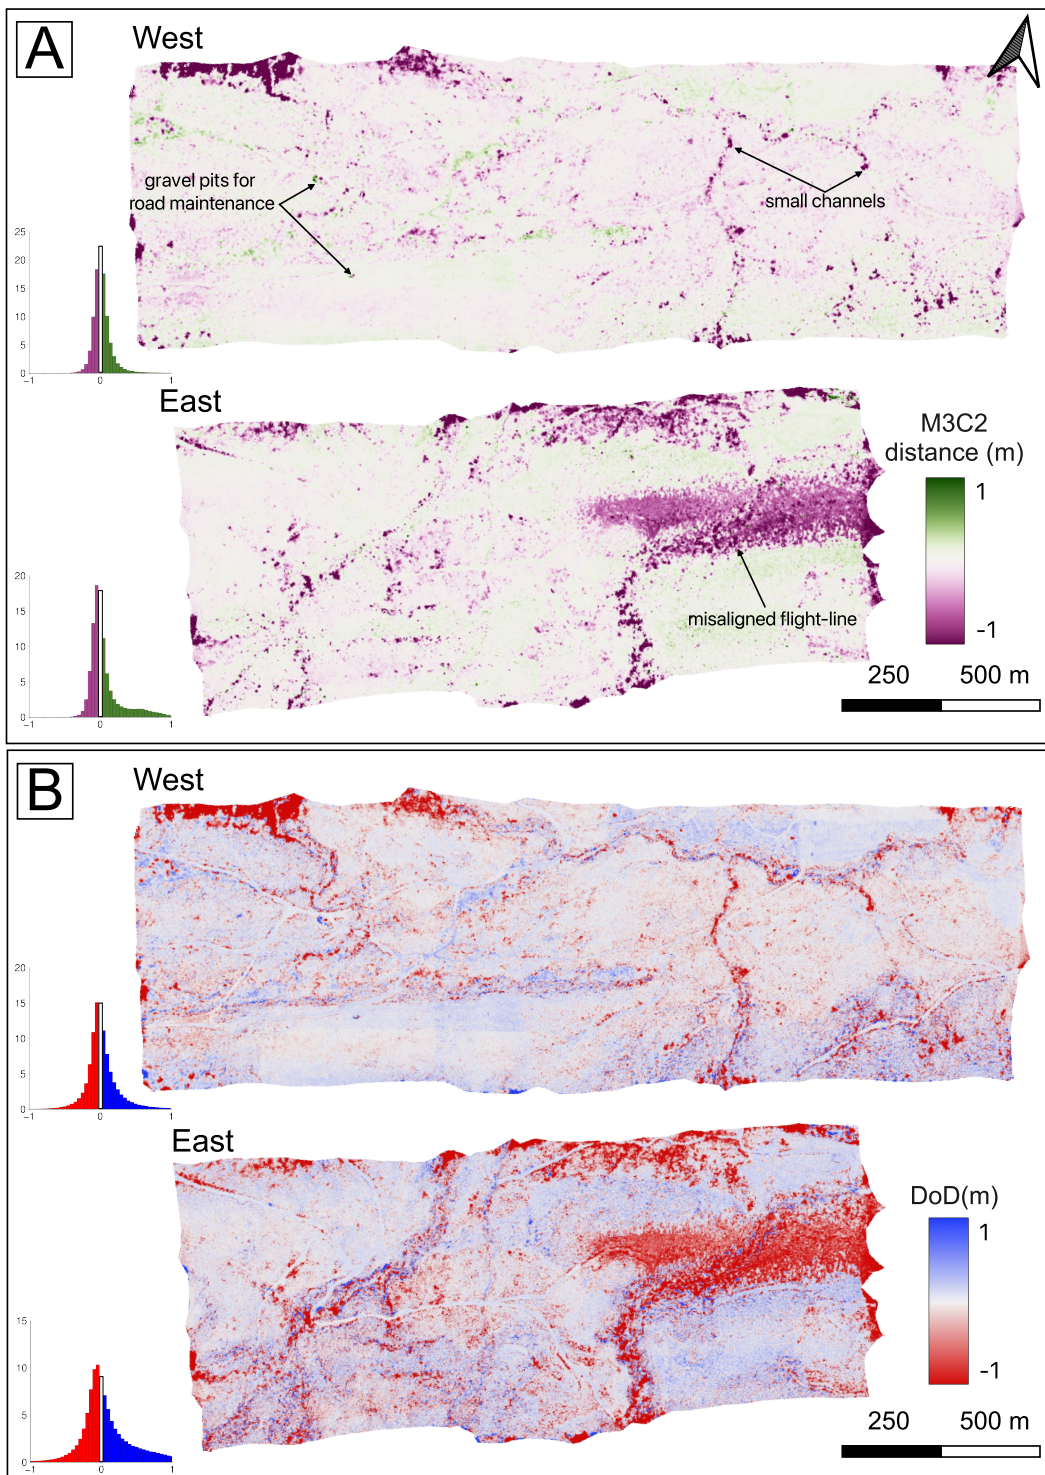 A
West
gravel pits for
road maintenance
small channels
25
20
15
10
5
0
-1
0
1
East
M3C2
distance (m)
1
-1
misaligned flight-line
20
15
10
5
0
-1
0
1
250
500 m
B
West
20
15
10
5
0
-1
0
1
East
DoD(m)
1
-1
15
10
5
0
-1
0
1
250
500 m